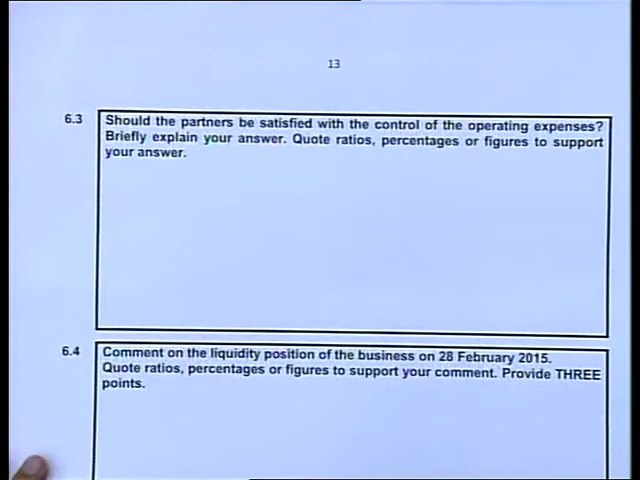 13
6.3 Should the partners be satisfied with the control of the operating expenses?
Briefly explain your answer. Quote ratios, percentages or figures to support
your answer.
6.4 Comment on the liquidity position of the business on 28 February 2015.
Quote ratios, percentages or figures to support your comment. Provide THREE
points.